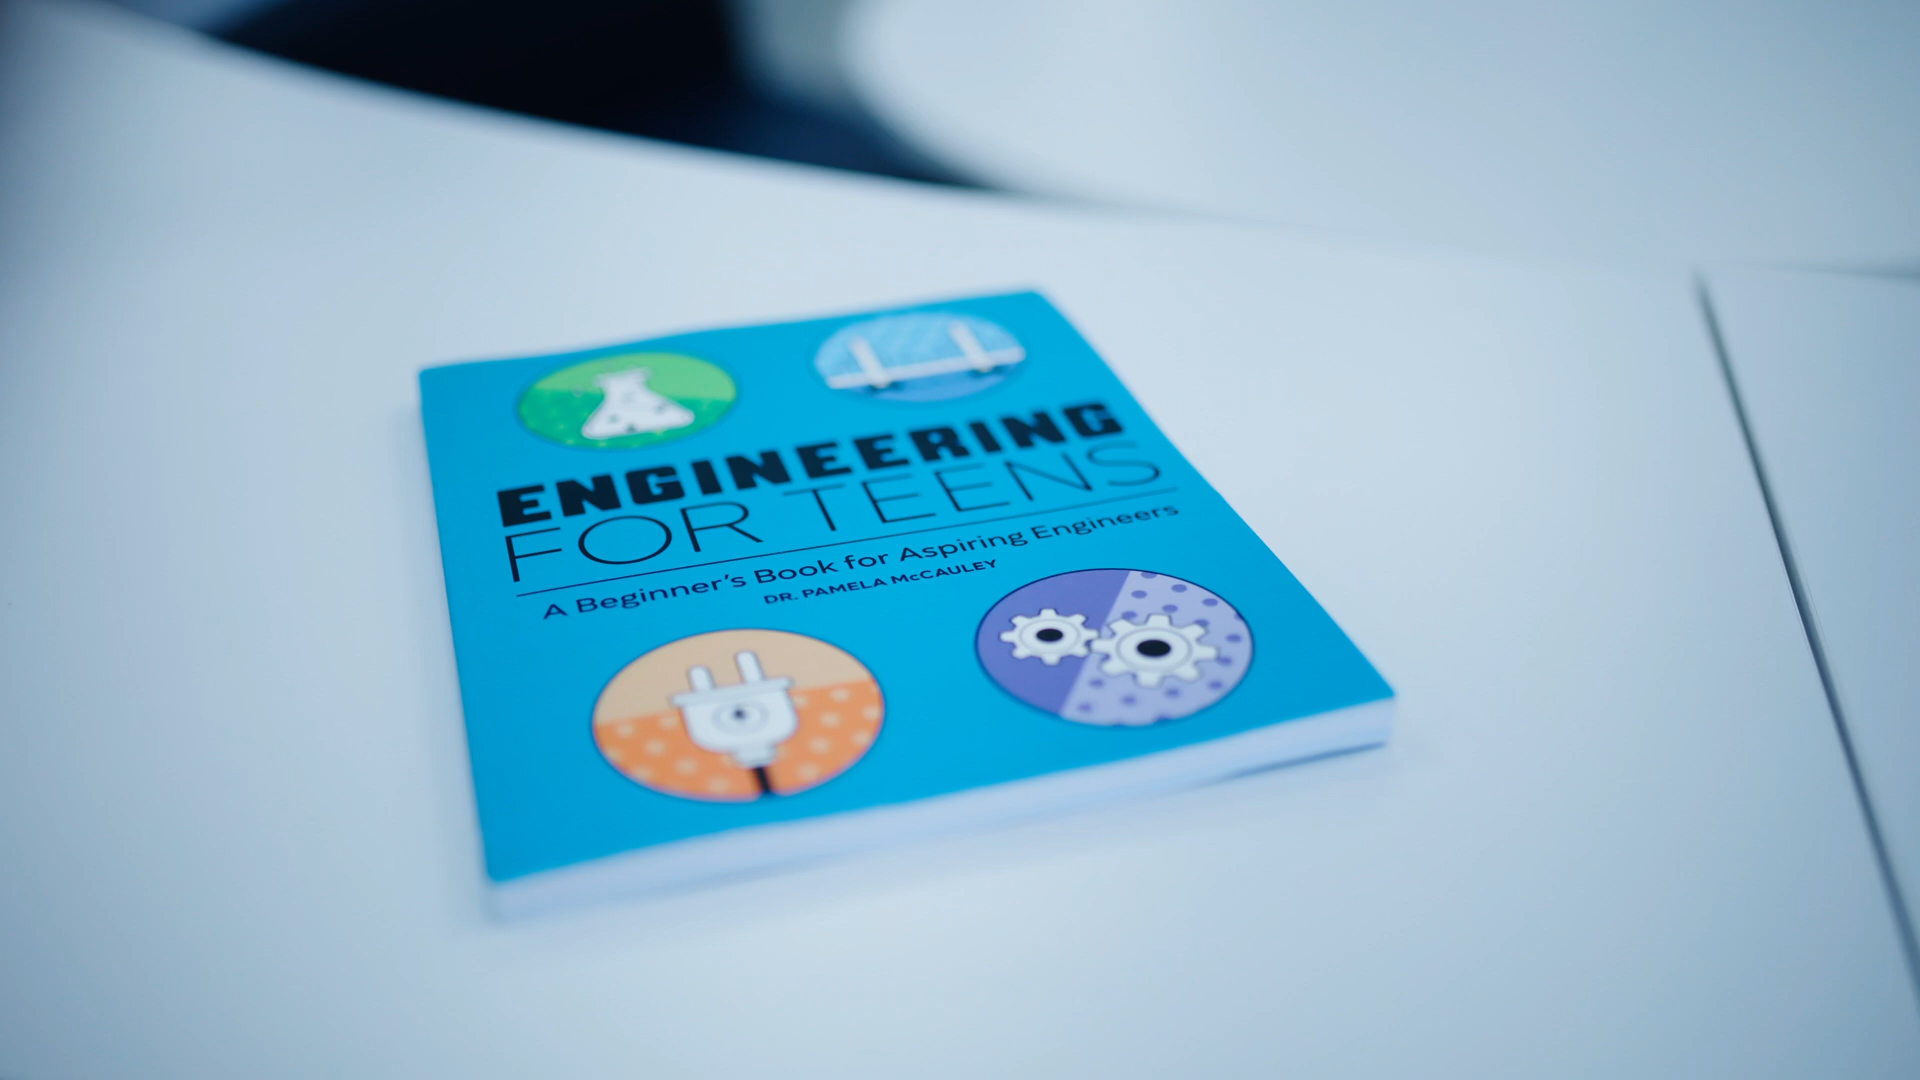 ENGINEERING
FOR TEENS
A Beginner's Book for Aspiring Engineers
DR. PAMELA McCAULEY